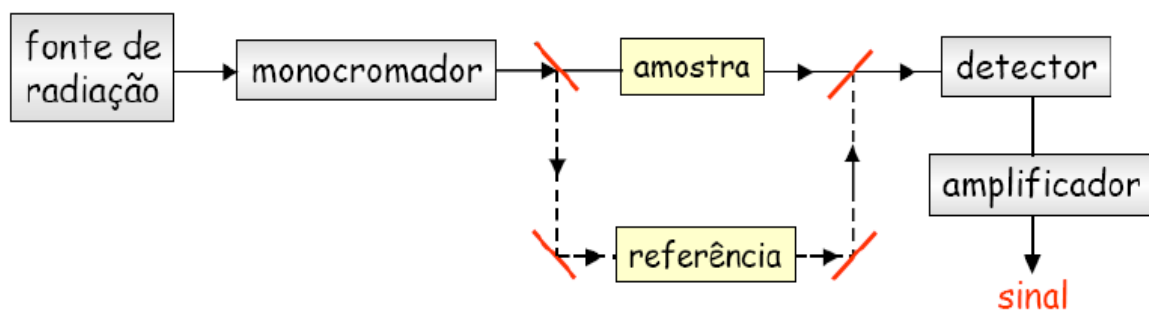 fonte de
radiação
monocromador
amostra
detector
amplificador
referência
sinal